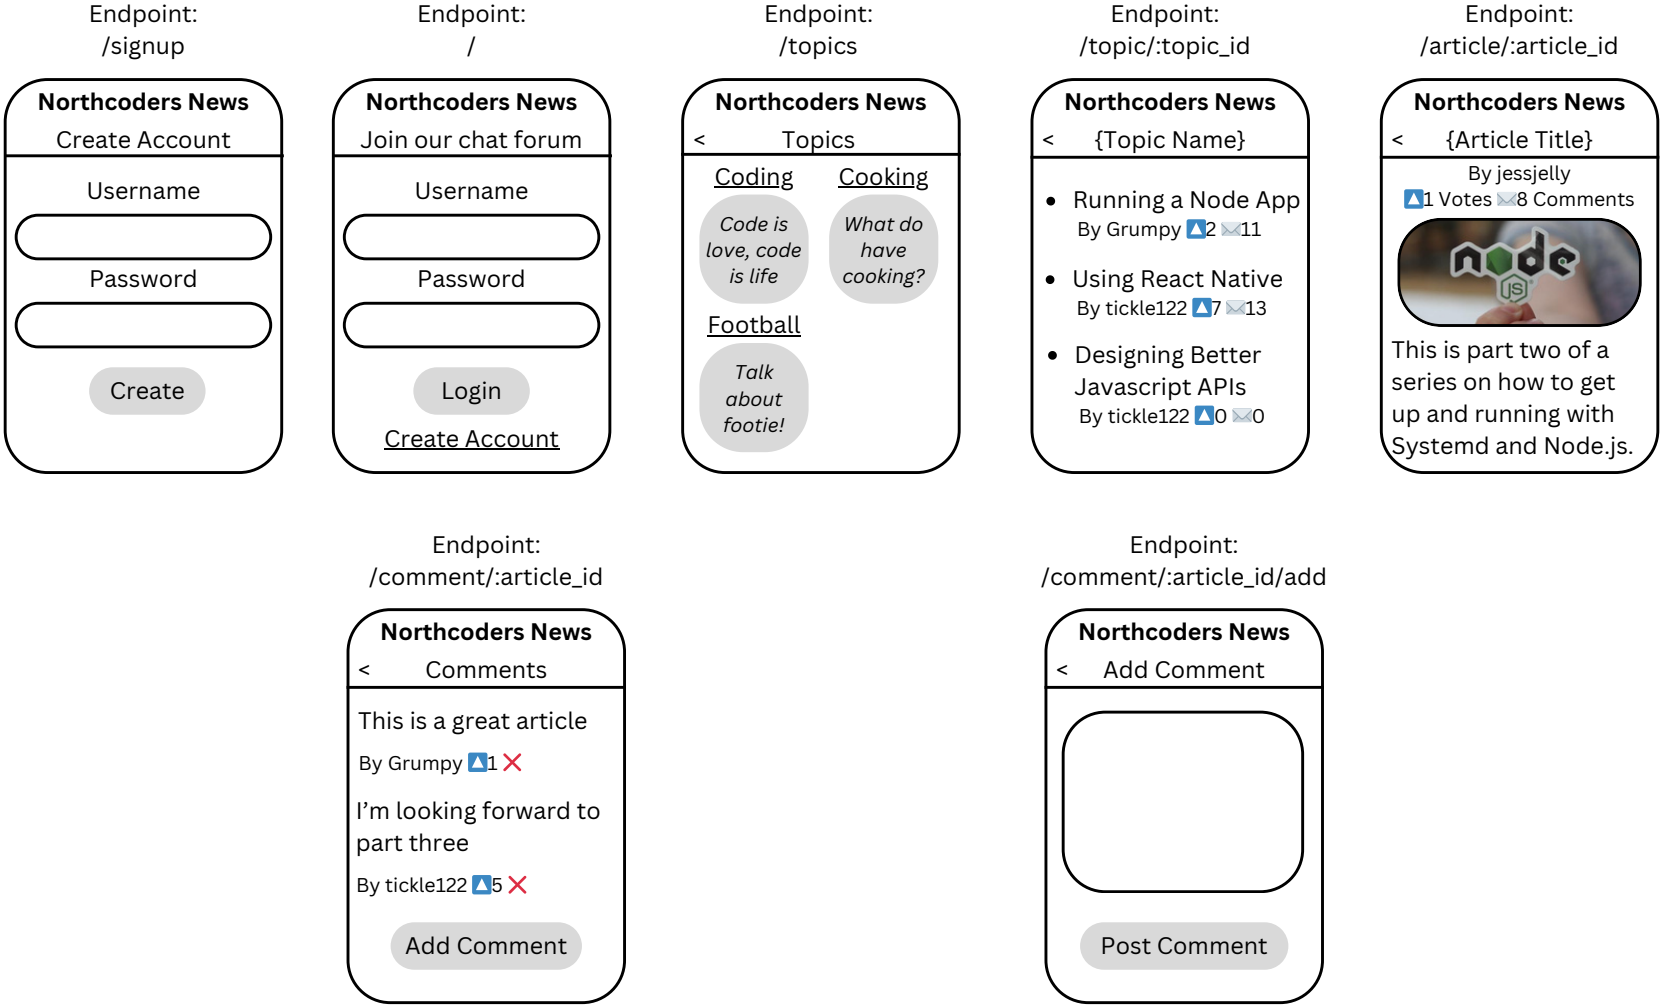 Endpoint:
/signup
Northcoders News
Create Account
Username
Password
Create
Endpoint:
/
Northcoders News
Join our chat forum
Username
Password
Login
Create Account
Endpoint:
/topics
Northcoders News
< Topics
Coding Cooking
Code is
love, code
is life
What do
have
cooking?
Football
Talk
about
footie!
Endpoint:
/topic/:topic_id
Northcoders News
< {Topic Name}
• Running a Node App
By Grumpy 🔼2 ✉11
• Using React Native
By tickle122 🔼7 ✉13
• Designing Better
Javascript APIs
By tickle122 🔼0 ✉0
Endpoint:
/article/:article_id
Northcoders News
< {Article Title}
By jessjelly
🔼1 Votes ✉8 Comments
node
JS
This is part two of a
series on how to get
up and running with
Systemd and Node.js.
Endpoint:
/comment/:article_id
Northcoders News
< Comments
This is a great article
By Grumpy 🔼1 ❌
I'm looking forward to
part three
By tickle122 🔼5 ❌
Add Comment
Endpoint:
/comment/:article_id/add
Northcoders News
< Add Comment
Post Comment